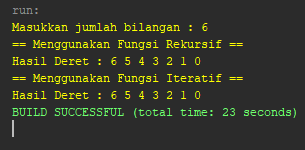 run:
Masukkan jumlah bilangan : 6
== Menggunakan Fungsi Rekursif ==
Hasil Deret : 6 5 4 3 2 1 0
== Menggunakan Fungsi Iteratif ==
Hasil Deret : 6 5 4 3 2 1 0
BUILD SUCCESSFUL (total time: 23 seconds)